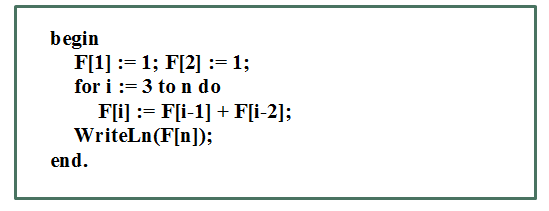 begin
F[1] := 1; F[2] := 1;
for i := 3 to n do
F[i] := F[i-1] + F[i-2];
WriteLn(F[n]);
end.